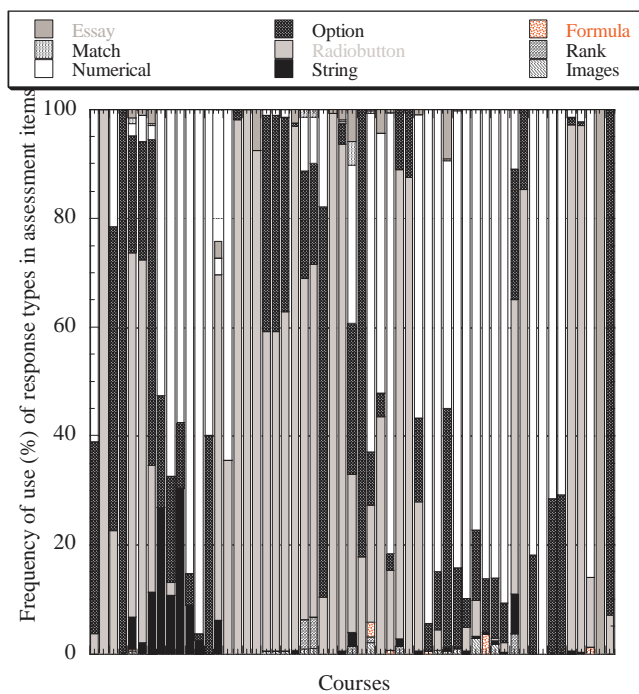 Essay Option Formula
Match Radiobutton Rank
Numerical String Images
Frequency of use (%) of response types in assessment items
100
80
60
40
20
0
Courses